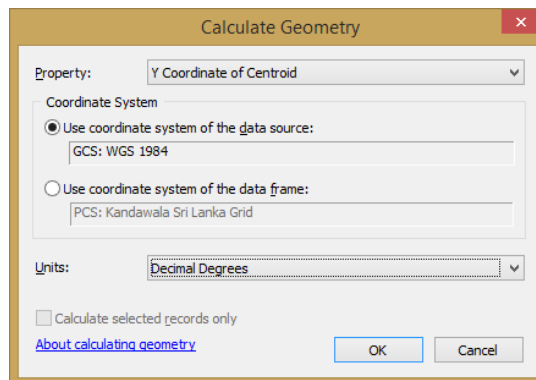 Calculate Geometry
Property: Y Coordinate of Centroid
Coordinate System
Use coordinate system of the data source:
GCS: WGS 1984
Use coordinate system of the data frame:
PCS: Kandawala Sri Lanka Grid
Units: Decimal Degrees
Calculate selected records only
About calculating geometry OK Cancel